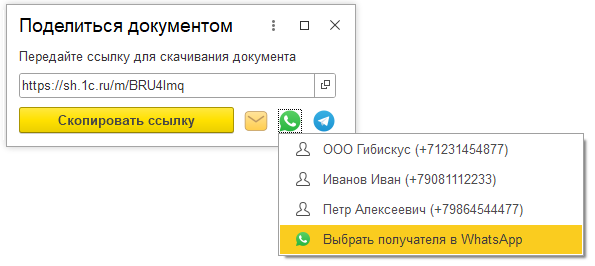 Поделиться документом
Передайте ссылку для скачивания документа
https://sh.1c.ru/m/BRU4lmq
Скопировать ссылку
ООО Гибискус (+71231454877)
Иванов Иван (+79081112233)
Петр Алексеевич (+79864544477)
Выбрать получателя в WhatsApp